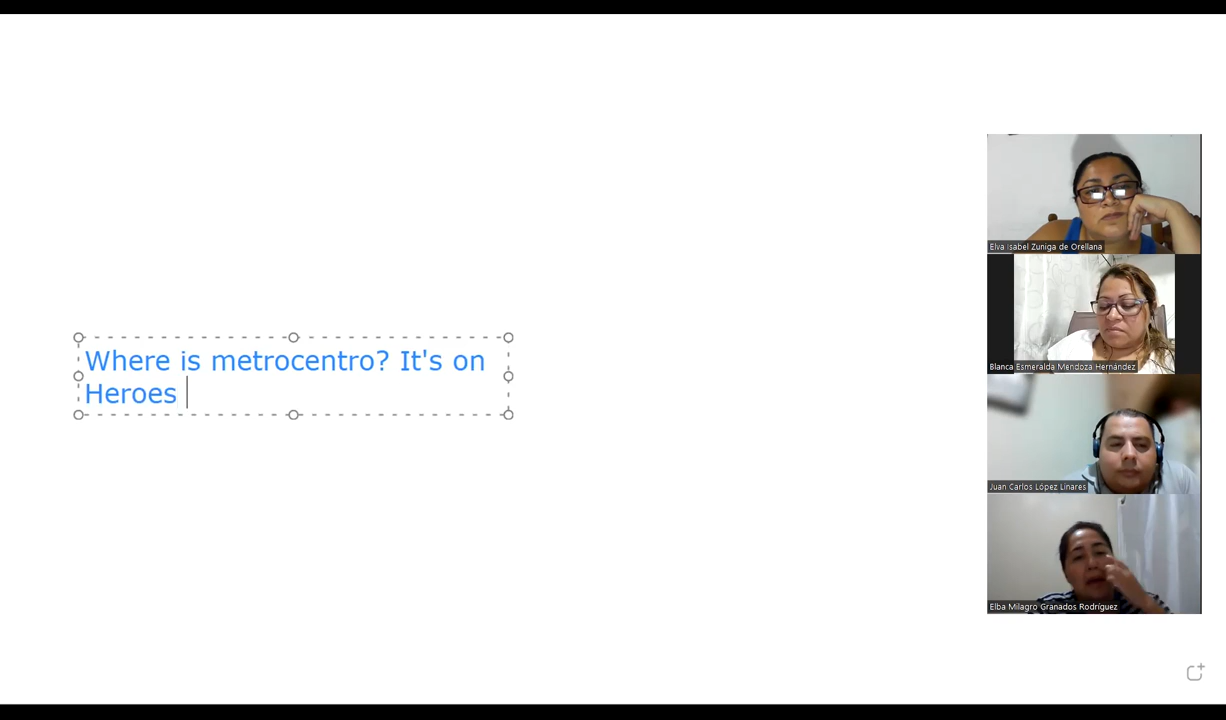 Where is metrocentro? It's on
Heroes
Elva Isabel Zuniga de Orellana
Blanca Esmeralda Mendoza Hernández
Juan Carlos López Linares
Elba Milagro Granados Rodríguez